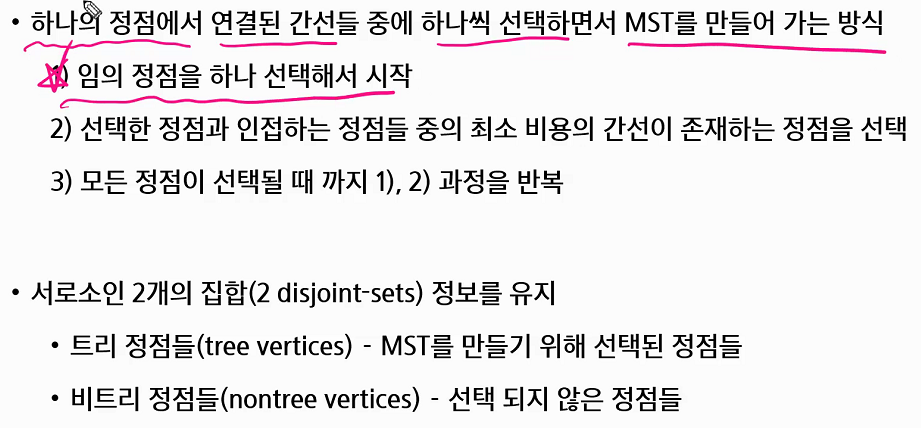 • 하나의 정점에서 연결된 간선들 중에 하나씩 선택하면서 MST를 만들어 가는 방식
1) 임의 정점을 하나 선택해서 시작
2) 선택한 정점과 인접하는 정점들 중의 최소 비용의 간선이 존재하는 정점을 선택
3) 모든 정점이 선택될 때 까지 1), 2) 과정을 반복
• 서로소인 2개의 집합(2 disjoint-sets) 정보를 유지
• 트리 정점들(tree vertices) - MST를 만들기 위해 선택된 정점들
• 비트리 정점들(nontree vertices) - 선택 되지 않은 정점들